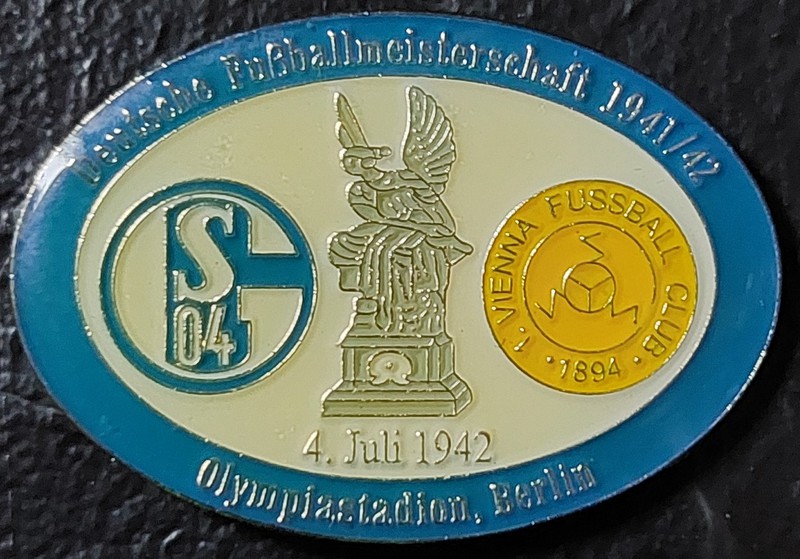 Deutsche Fußballmeisterschaft 1941/42
S
04
1. VIENNA FUSSBALL CLUB
· 1894 ·
4. Juli 1942
Olympiastadion, Berlin